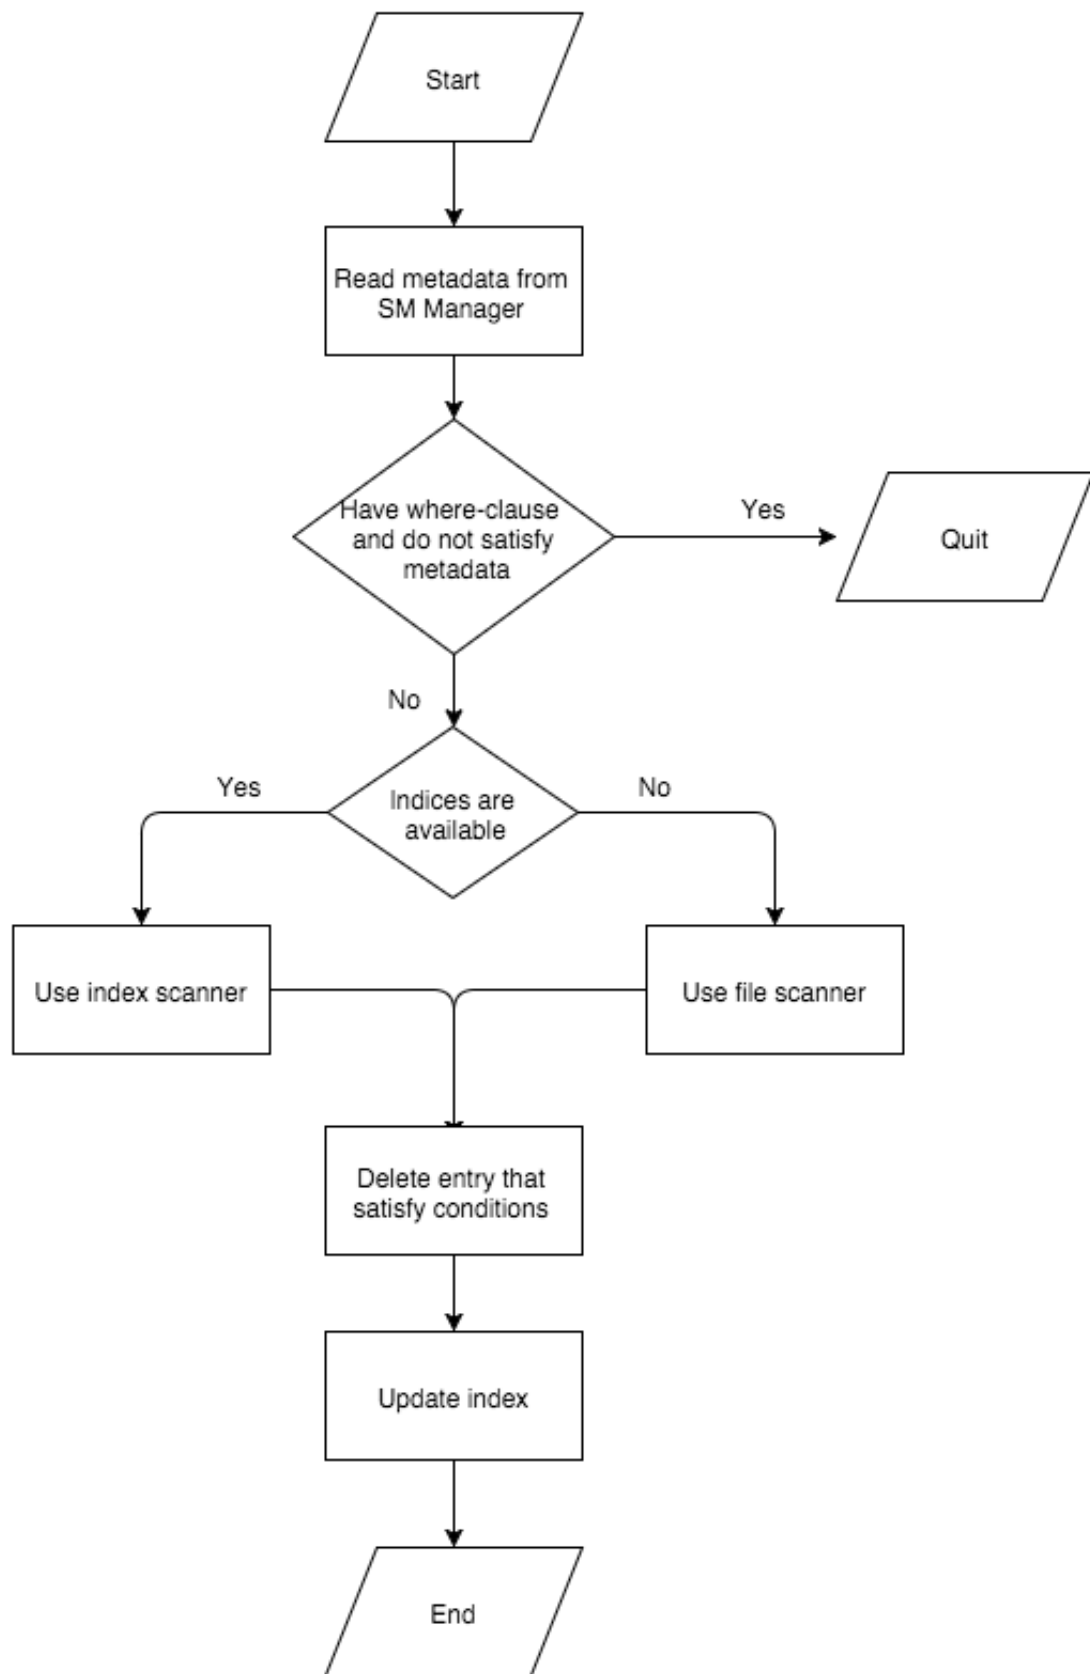 Start
Read metadata from
SM Manager
Have where-clause
and do not satisfy
metadata
Yes
Quit
No
Yes
Indices are
available
No
Use index scanner
Use file scanner
Delete entry that
satisfy conditions
Update index
End